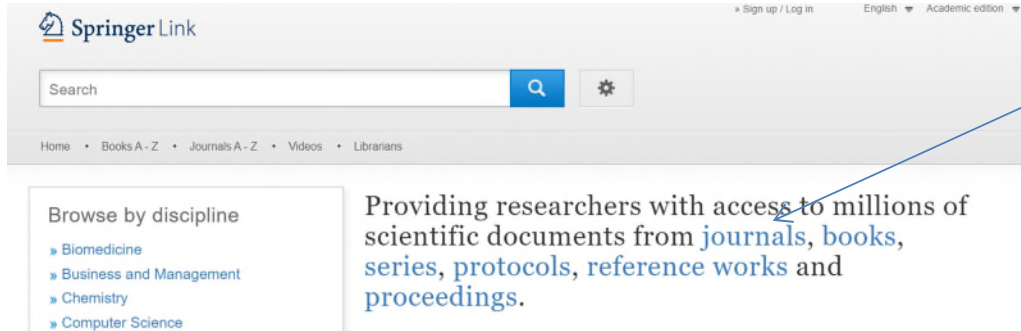 » Sign up / Log in English Academic edition
Springer Link
Search
Home • Books A - Z • Journals A - Z • Videos • Librarians
Browse by discipline
» Biomedicine
» Business and Management
» Chemistry
» Computer Science
Providing researchers with access to millions of
scientific documents from journals, books,
series, protocols, reference works and
proceedings.